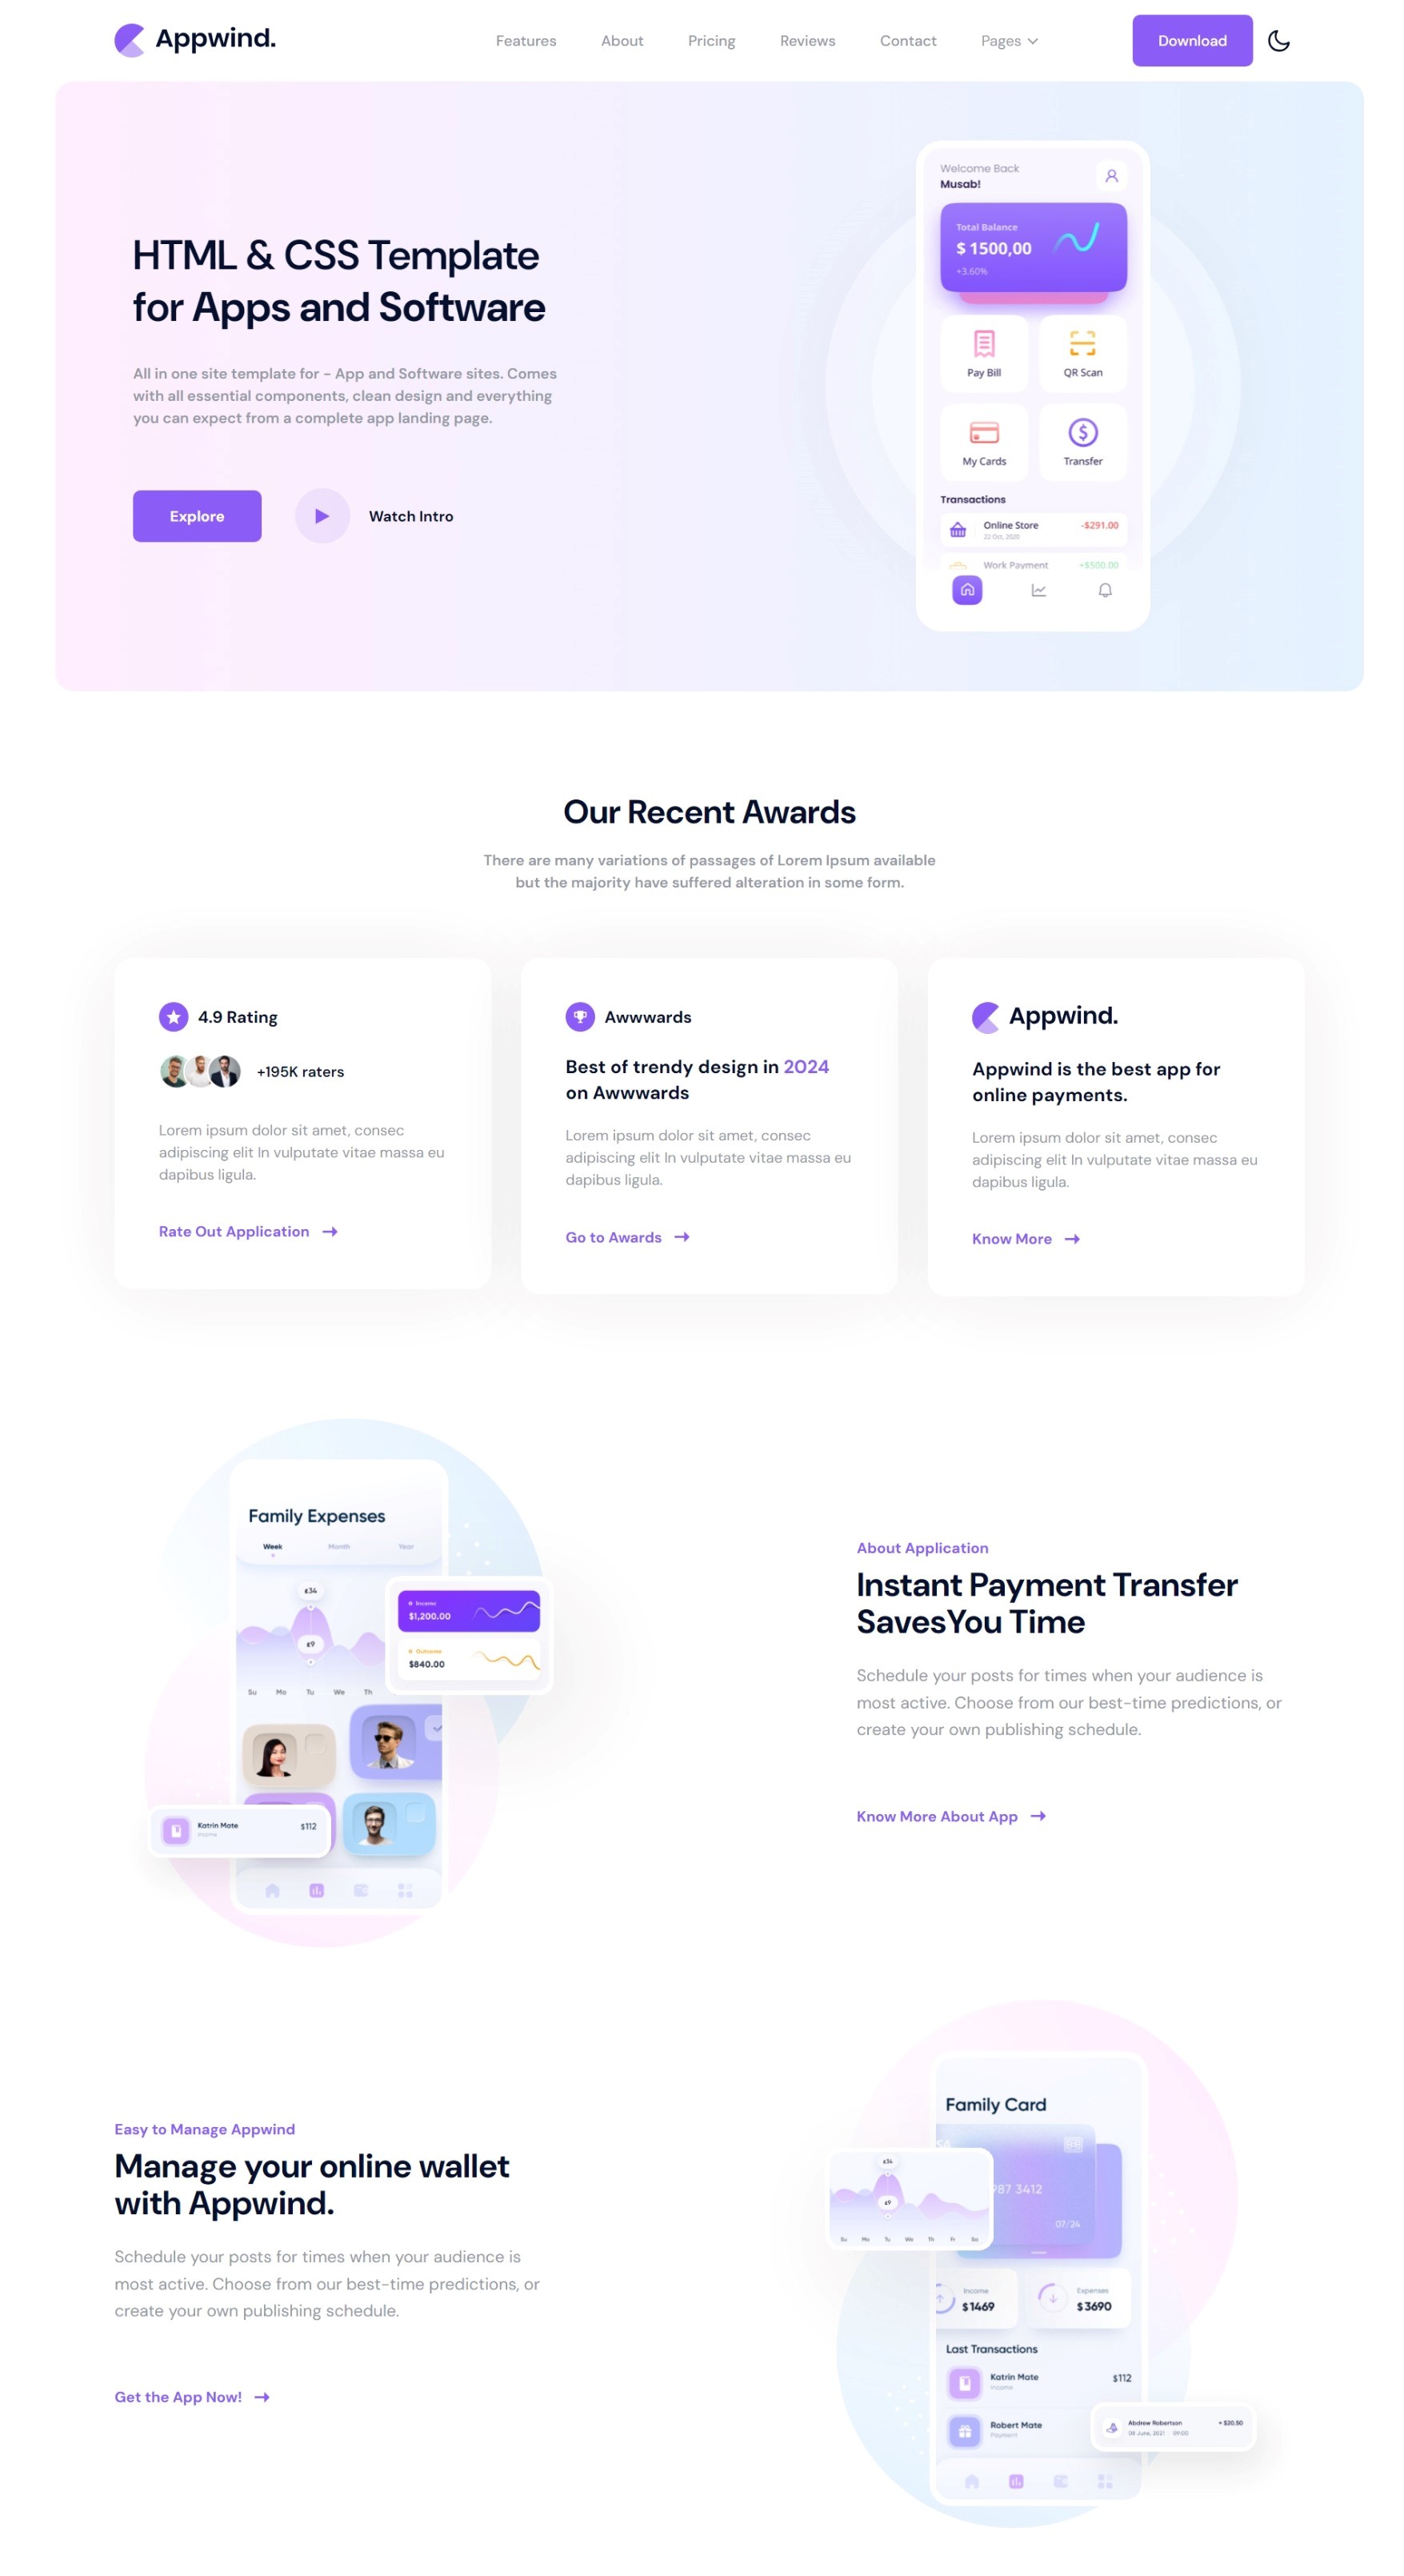 Appwind.
Features
About
Pricing
Reviews
Contact
Pages
Download
HTML & CSS Template
for Apps and Software
All in one site template for - App and Software sites. Comes
with all essential components, clean design and everything
you can expect from a complete app landing page.
Explore
Watch Intro
Welcome Back
Musab!
Total Balance
$ 1500,00
+3.60%
Pay Bill
QR Scan
My Cards
Transfer
Transactions
Online Store
-$291.00
22 Oct, 2020
Work Payment
+$500.00
Our Recent Awards
There are many variations of passages of Lorem Ipsum available
but the majority have suffered alteration in some form.
4.9 Rating
+195K raters
Lorem ipsum dolor sit amet, consec
adipiscing elit In vulputate vitae massa eu
dapibus ligula.
Rate Out Application
Awwwards
Best of trendy design in 2024
on Awwwards
Lorem ipsum dolor sit amet, consec
adipiscing elit In vulputate vitae massa eu
dapibus ligula.
Go to Awards
Appwind.
Appwind is the best app for
online payments.
Lorem ipsum dolor sit amet, consec
adipiscing elit In vulputate vitae massa eu
dapibus ligula.
Know More
Family Expenses
Week
Month
Year
£34
£9
Su
Mo
Tu
We
Th
Income
$1,200.00
Outcome
$840.00
Katrin Mate
Income
$112
About Application
Instant Payment Transfer
SavesYou Time
Schedule your posts for times when your audience is
most active. Choose from our best-time predictions, or
create your own publishing schedule.
Know More About App
Easy to Manage Appwind
Manage your online wallet
with Appwind.
Schedule your posts for times when your audience is
most active. Choose from our best-time predictions, or
create your own publishing schedule.
Get the App Now!
Family Card
987 3412
07/24
£34
£9
Su
Mo
Tu
We
Th
Fr
Sa
Income
$1469
Expenses
$3690
Last Transactions
Katrin Mate
Income
$112
Robert Mate
Payment
Abdrew Robertson
+ $20.50
08 June, 2021
09:00